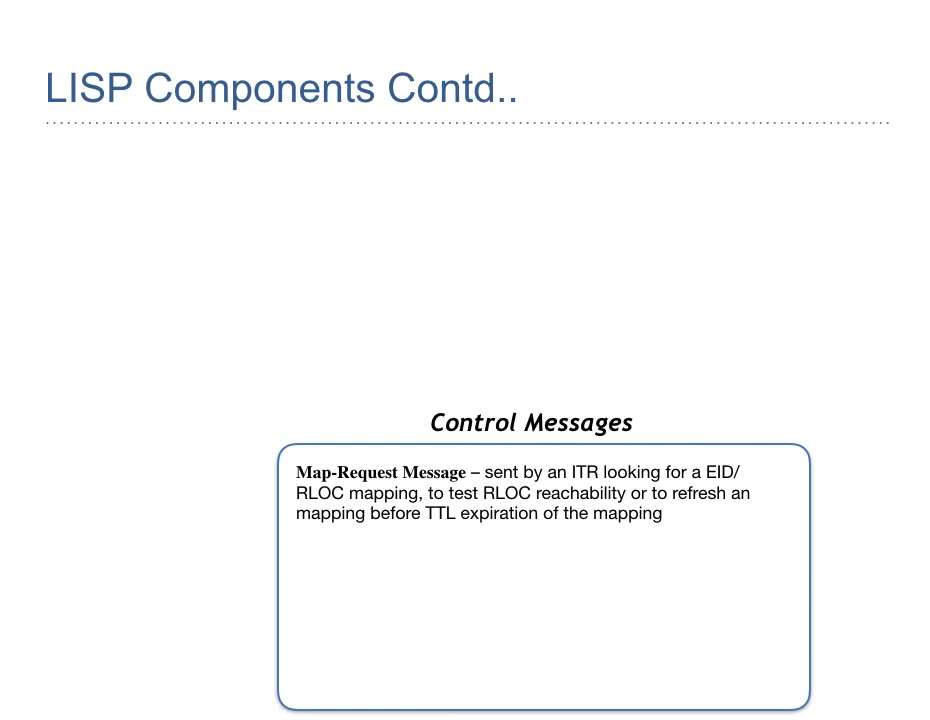 LISP Components Contd..
Control Messages
Map-Request Message – sent by an ITR looking for a EID/
RLOC mapping, to test RLOC reachability or to refresh an
mapping before TTL expiration of the mapping